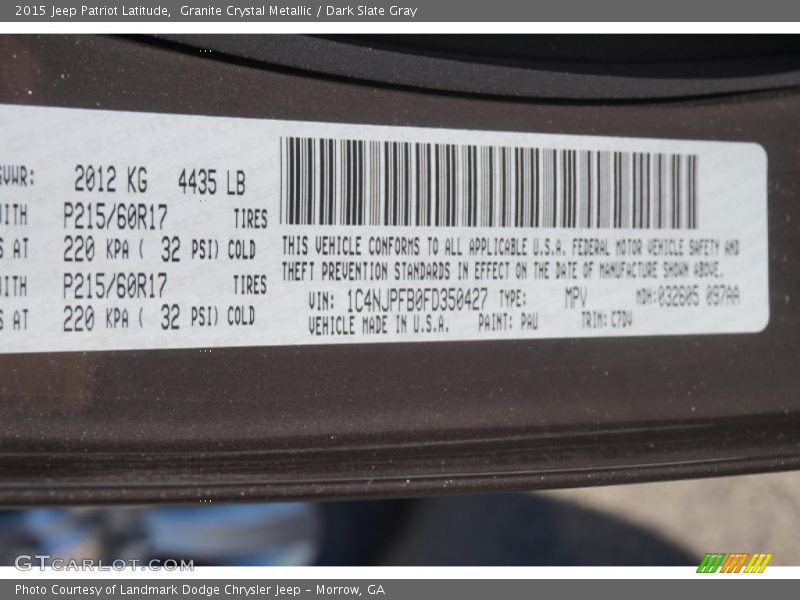 2015 Jeep Patriot Latitude,  Granite Crystal Metallic / Dark Slate Gray
GVWR: 2012 KG 4435 LB
WITH P215/60R17 TIRES
S AT 220 KPA ( 32 PSI) COLD
WITH P215/60R17 TIRES
S AT 220 KPA ( 32 PSI) COLD
THIS VEHICLE CONFORMS TO ALL APPLICABLE U.S.A. FEDERAL MOTOR VEHICLE SAFETY AND
THEFT PREVENTION STANDARDS IN EFFECT ON THE DATE OF MANUFACTURE SHOWN ABOVE.
VIN: 1C4NJPFB0FD350427 TYPE: MPV MDH:032605 097AA
VEHICLE MADE IN U.S.A. PAINT: PAU TRIM: C7DV
GTCARLOT.COM
Photo Courtesy of Landmark Dodge Chrysler Jeep - Morrow, GA